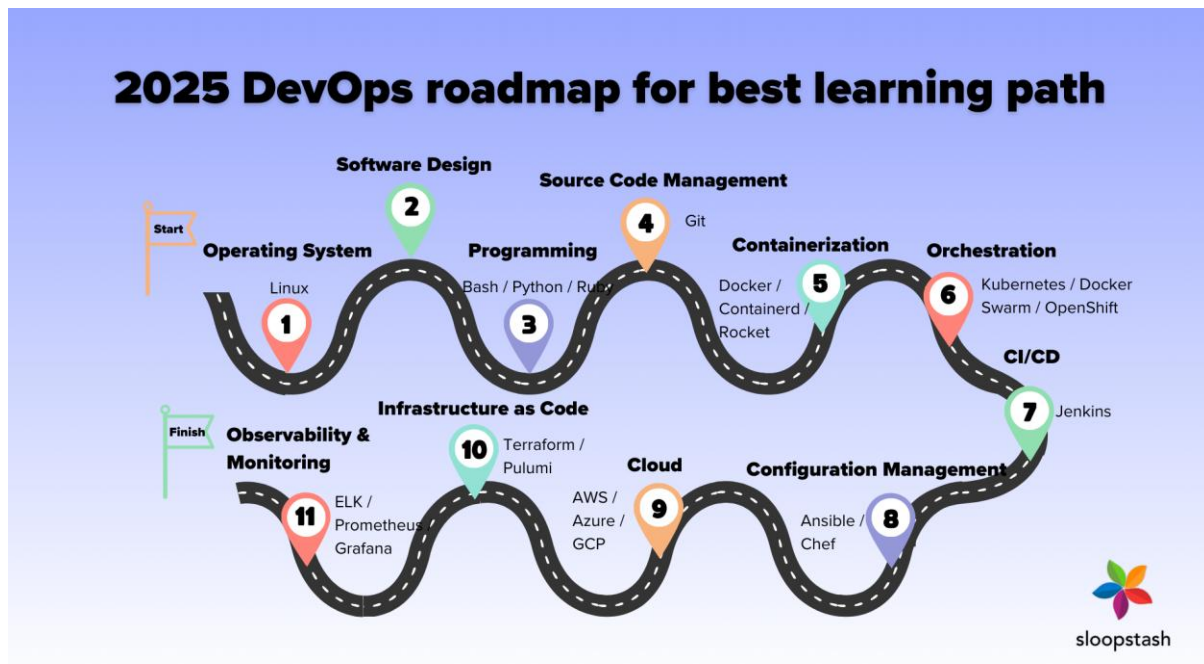 2025 DevOps roadmap for best learning path
Start
Operating System
Linux
1
Software Design
2
Programming
Bash / Python / Ruby
3
Source Code Management
4
Git
Containerization
Docker /
Containerd /
Rocket
5
Orchestration
Kubernetes / Docker
Swarm / OpenShift
6
CI/CD
7
Jenkins
Configuration Management
Ansible /
Chef
8
Cloud
AWS /
Azure /
GCP
9
Infrastructure as Code
10
Terraform /
Pulumi
Observability &
Monitoring
11
ELK /
Prometheus /
Grafana
Finish
sloopstash